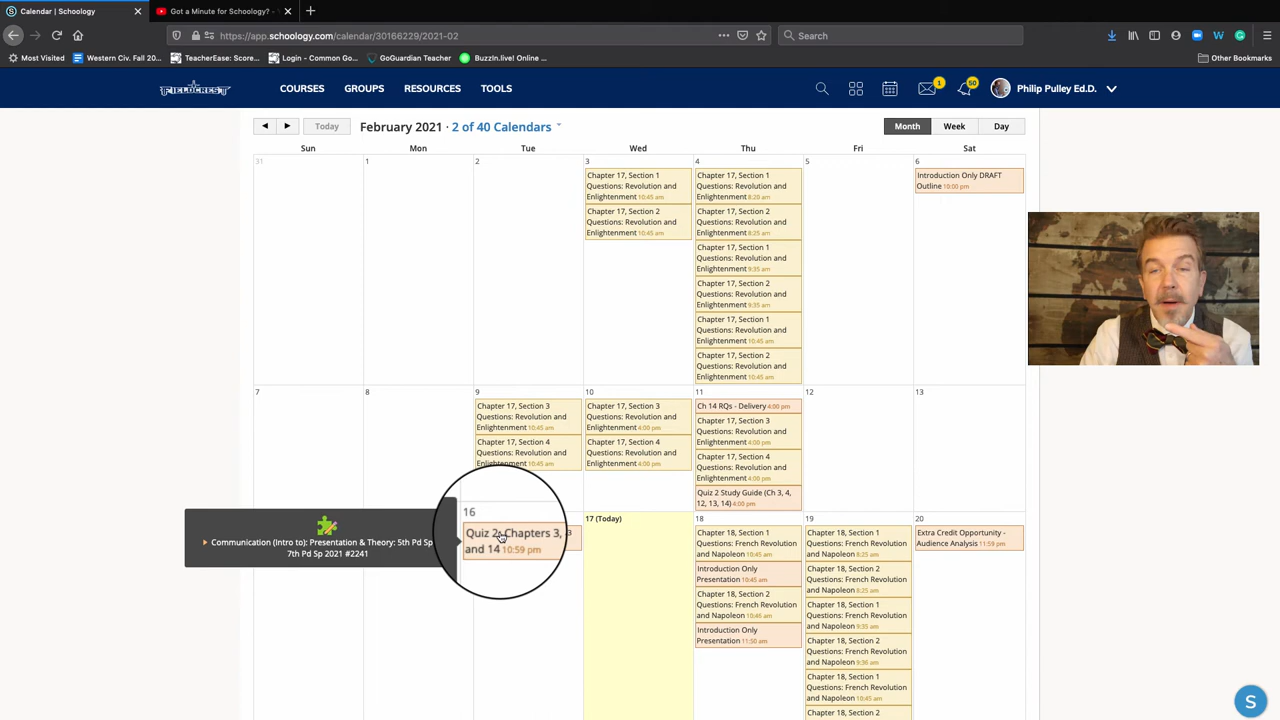 Calendar | Schoology
Got a Minute for Schoology? -
https://app.schoology.com/calendar/30166229/2021-02
Search
Most Visited
Western Civ. Fall 20...
TeacherEase: Score...
Login - Common Go...
GoGuardian Teacher
BuzzIn.live! Online ...
Other Bookmarks
FIELDCREST
COURSES
GROUPS
RESOURCES
TOOLS
1
50
Philip Pulley Ed.D.
Today
February 2021 · 2 of 40 Calendars
Month
Week
Day
Sun
Mon
Tue
Wed
Thu
Fri
Sat
31
1
2
3
Chapter 17, Section 1
Questions: Revolution and
Enlightenment 10:45 am
Chapter 17, Section 2
Questions: Revolution and
Enlightenment 10:45 am
4
Chapter 17, Section 1
Questions: Revolution and
Enlightenment 8:20 am
Chapter 17, Section 2
Questions: Revolution and
Enlightenment 8:25 am
Chapter 17, Section 1
Questions: Revolution and
Enlightenment 9:35 am
Chapter 17, Section 2
Questions: Revolution and
Enlightenment 9:35 am
Chapter 17, Section 1
Questions: Revolution and
Enlightenment 10:45 am
Chapter 17, Section 2
Questions: Revolution and
Enlightenment 10:45 am
5
6
Introduction Only DRAFT
Outline 10:00 pm
7
8
9
Chapter 17, Section 3
Questions: Revolution and
Enlightenment 10:45 am
Chapter 17, Section 4
Questions: Revolution and
Enlightenment 10:45 am
10
Chapter 17, Section 3
Questions: Revolution and
Enlightenment 4:00 pm
Chapter 17, Section 4
Questions: Revolution and
Enlightenment 4:00 pm
11
Ch 14 RQs - Delivery 4:00 pm
Chapter 17, Section 3
Questions: Revolution and
Enlightenment 4:00 pm
Chapter 17, Section 4
Questions: Revolution and
Enlightenment 4:00 pm
Quiz 2 Study Guide (Ch 3, 4,
12, 13, 14) 4:00 pm
12
13
Communication (Intro to): Presentation & Theory: 5th Pd Sp
7th Pd Sp 2021 #2241
16
Quiz 2: Chapters 3,
and 14 10:59 pm
17 (Today)
18
Chapter 18, Section 1
Questions: French Revolution
and Napoleon 10:45 am
Introduction Only
Presentation 10:45 am
Chapter 18, Section 2
Questions: French Revolution
and Napoleon 10:46 am
Introduction Only
Presentation 11:50 am
19
Chapter 18, Section 1
Questions: French Revolution
and Napoleon 8:25 am
Chapter 18, Section 2
Questions: French Revolution
and Napoleon 8:25 am
Chapter 18, Section 1
Questions: French Revolution
and Napoleon 9:35 am
Chapter 18, Section 2
Questions: French Revolution
and Napoleon 9:36 am
Chapter 18, Section 1
Questions: French Revolution
and Napoleon 10:45 am
Chapter 18, Section 2
20
Extra Credit Opportunity -
Audience Analysis 11:59 pm
S